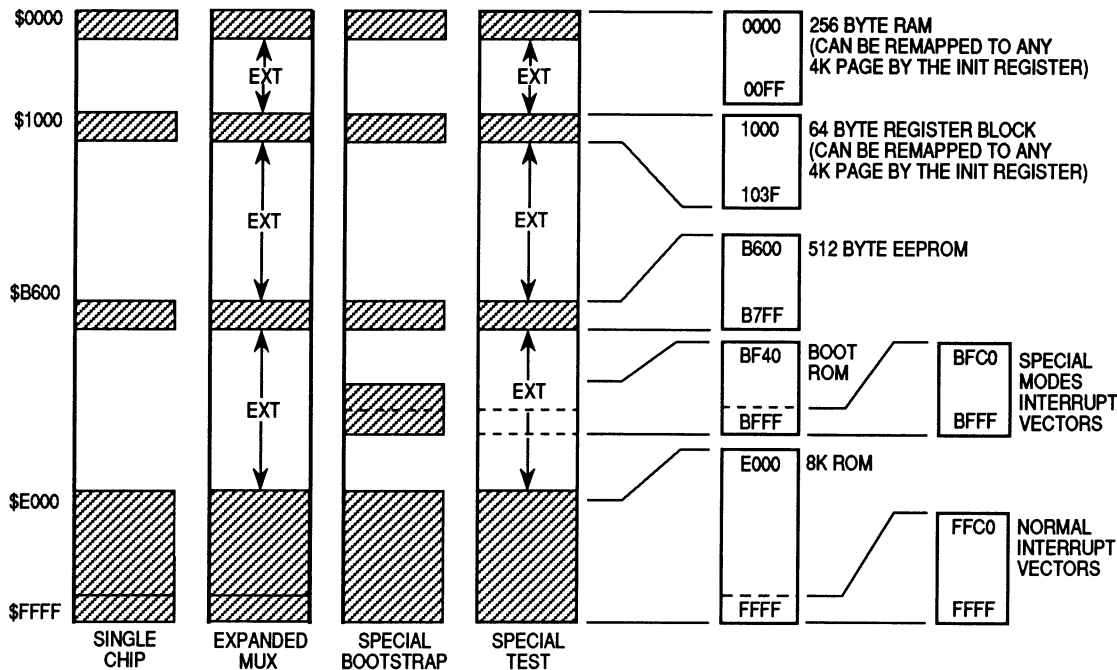 $0000
$1000
$B600
$E000
$FFFF
EXT
EXT
EXT
EXT
EXT
EXT
SINGLE
CHIP
EXPANDED
MUX
SPECIAL
BOOTSTRAP
SPECIAL
TEST
0000
00FF
256 BYTE RAM
(CAN BE REMAPPED TO ANY
4K PAGE BY THE INIT REGISTER)
1000
103F
64 BYTE REGISTER BLOCK
(CAN BE REMAPPED TO ANY
4K PAGE BY THE INIT REGISTER)
B600
B7FF
512 BYTE EEPROM
BF40
BFFF
BOOT
ROM
BFC0
BFFF
SPECIAL
MODES
INTERRUPT
VECTORS
E000
FFFF
8K ROM
FFC0
FFFF
NORMAL
INTERRUPT
VECTORS